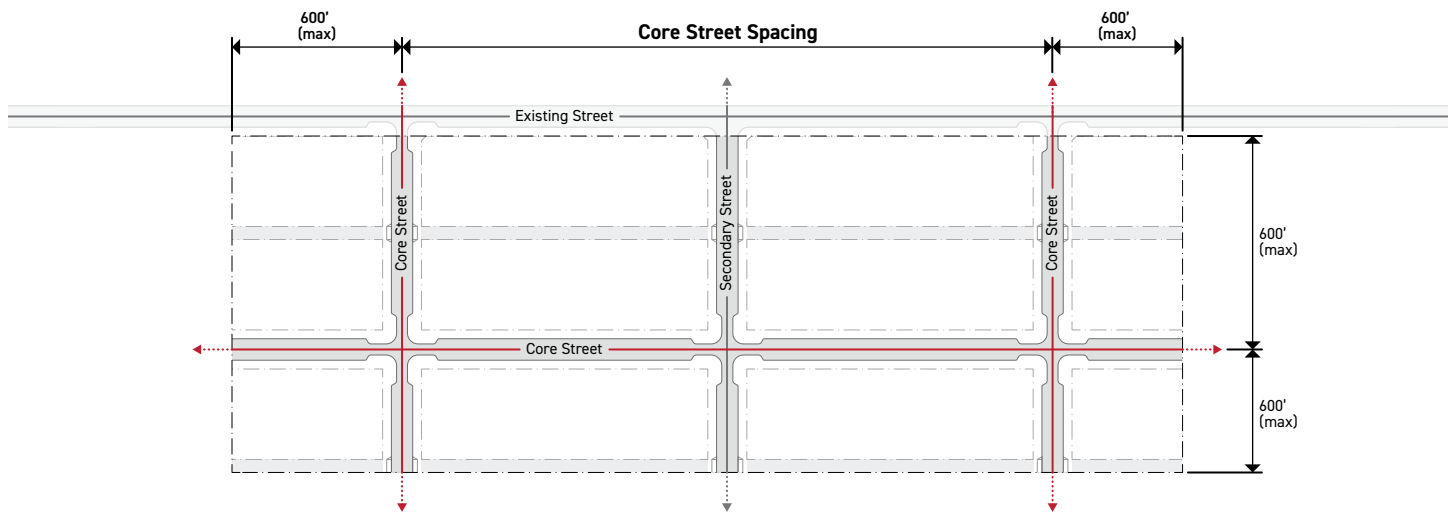 600'
(max)
Core Street Spacing
600'
(max)
Existing Street
Core Street
Secondary Street
Core Street
600'
(max)
Core Street
600'
(max)